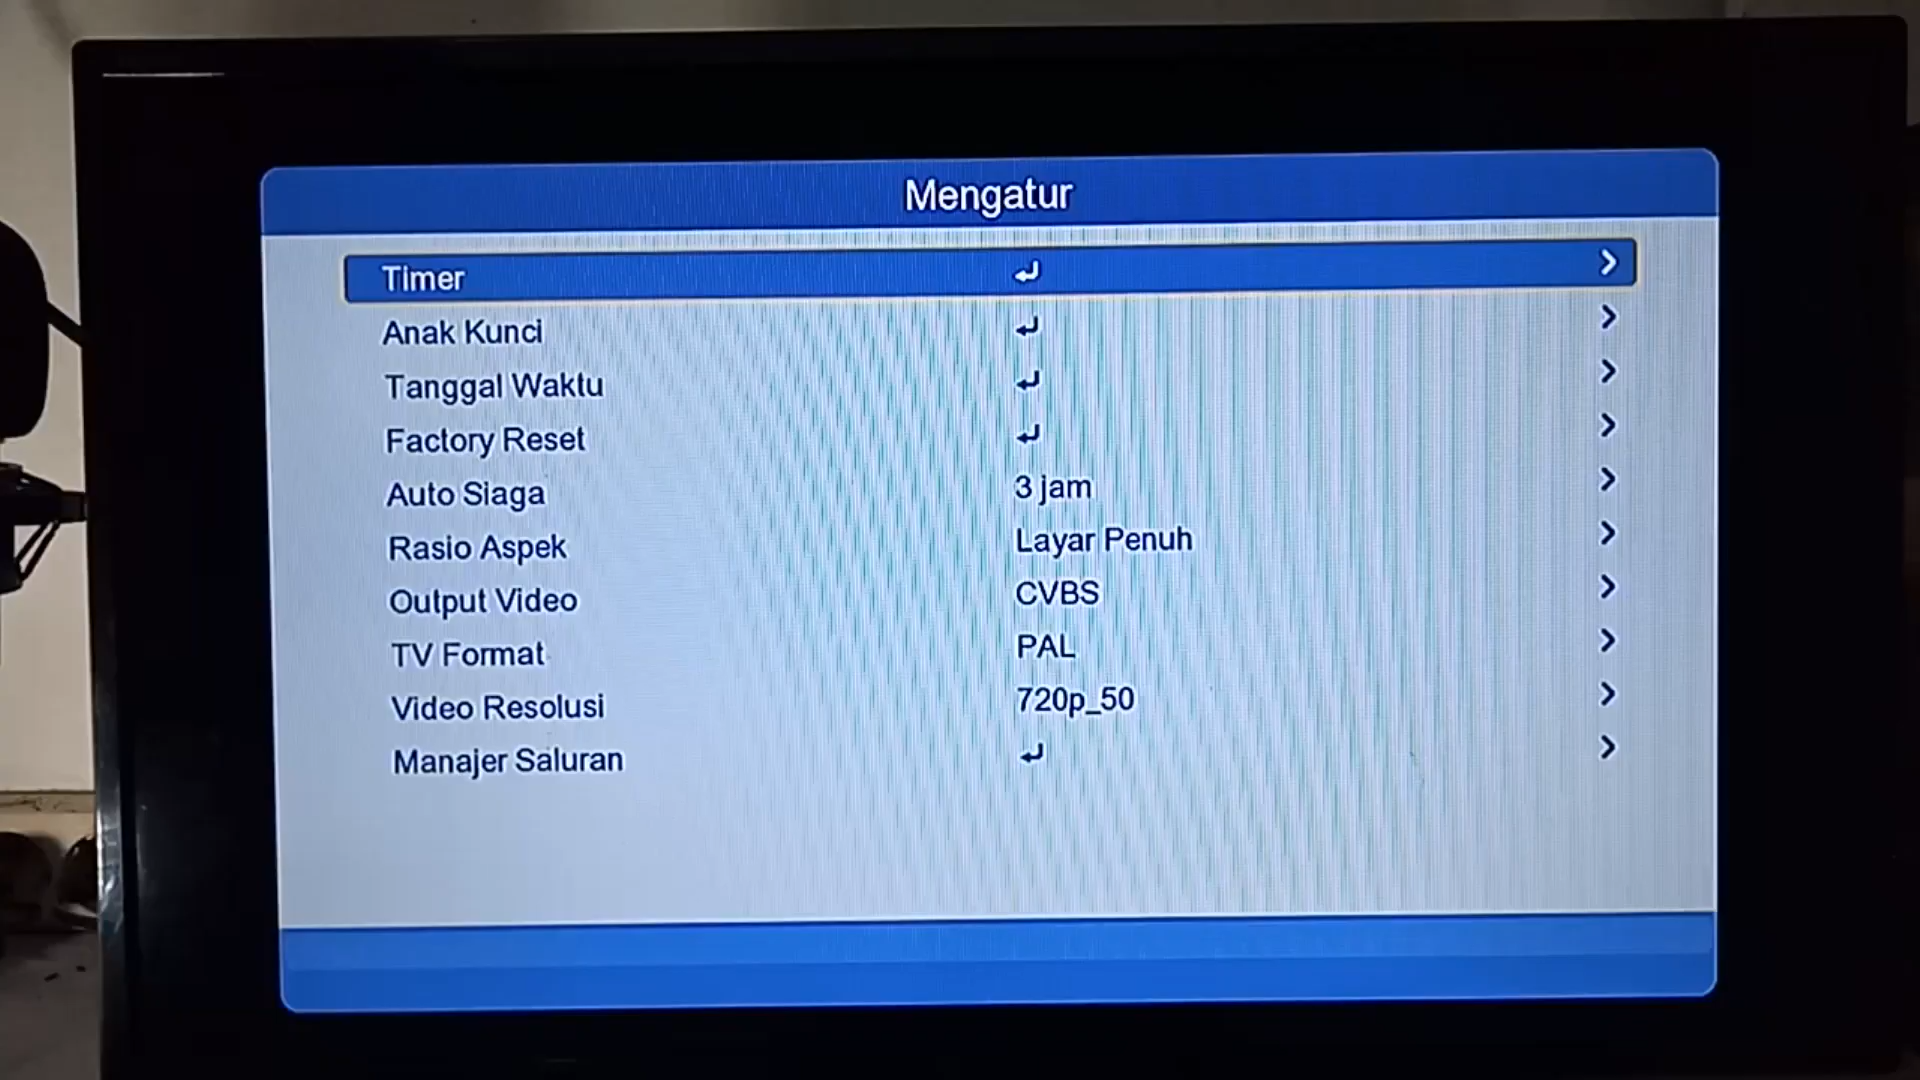 Mengatur
Timer
Anak Kunci
Tanggal Waktu
Factory Reset
Auto Siaga 3 jam
Rasio Aspek Layar Penuh
Output Video CVBS
TV Format PAL
Video Resolusi 720p_50
Manajer Saluran